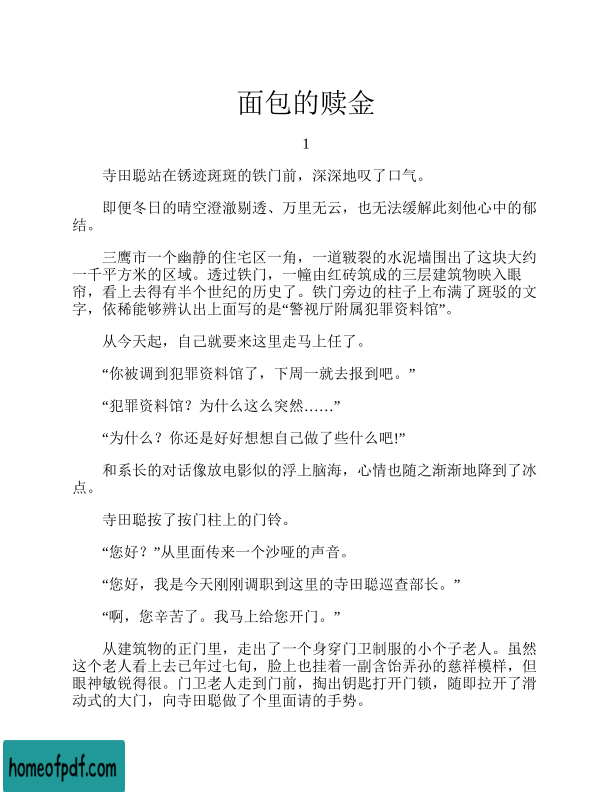 面包的赎金
1
寺田聪站在锈迹斑斑的铁门前，深深地叹了口气。
即便冬日的晴空澄澈剔透、万里无云，也无法缓解此刻他心中的郁
结。
三鹰市一个幽静的住宅区一角，一道皲裂的水泥墙围出了这块大约
一千平方米的区域。透过铁门，一幢由红砖筑成的三层建筑物映入眼
帘，看上去得有半个世纪的历史了。铁门旁边的柱子上布满了斑驳的文
字，依稀能够辨认出上面写的是“警视厅附属犯罪资料馆”。
从今天起，自己就要来这里走马上任了。
“你被调到犯罪资料馆了，下周一就去报到吧。”
“犯罪资料馆？为什么这么突然……”
“为什么？你还是好好想想自己做了些什么吧!”
和系长的对话像放电影似的浮上脑海，心情也随之渐渐地降到了冰
点。
寺田聪按了按门柱上的门铃。
“您好？”从里面传来一个沙哑的声音。
“您好，我是今天刚刚调职到这里的寺田聪巡查部长。”
“啊，您辛苦了。我马上给您开门。”
从建筑物的正门里，走出了一个身穿门卫制服的小个子老人。虽然
这个老人看上去已年过七旬，脸上也挂着一副含饴弄孙的慈祥模样，但
眼神敏锐得很。门卫老人走到门前，掏出钥匙打开门锁，随即拉开了滑
动式的大门，向寺田聪做了个里面请的手势。
homeofpdf.com